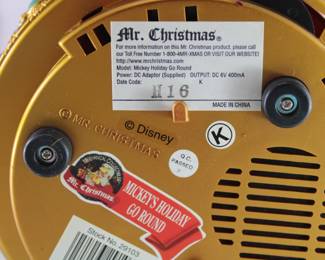 Mr. Christmas®
For more information on this Mr. Christmas product, please call
our Toll Free Number 1-800-4MR-XMAS OR VISIT OUR WEBSITE!
http://www.mrchristmas.com
Model: Mickey Holiday Go Round
Power: DC Adaptor (Supplied) OUTPUT: DC 6V 400mA
Date Code: K
N16
MADE IN CHINA
© MR. CHRISTMAS
© Disney
K
Q.C.
PASSED
Mr. Christmas
MICKEY'S HOLIDAY
GO ROUND
Stock No. 29103